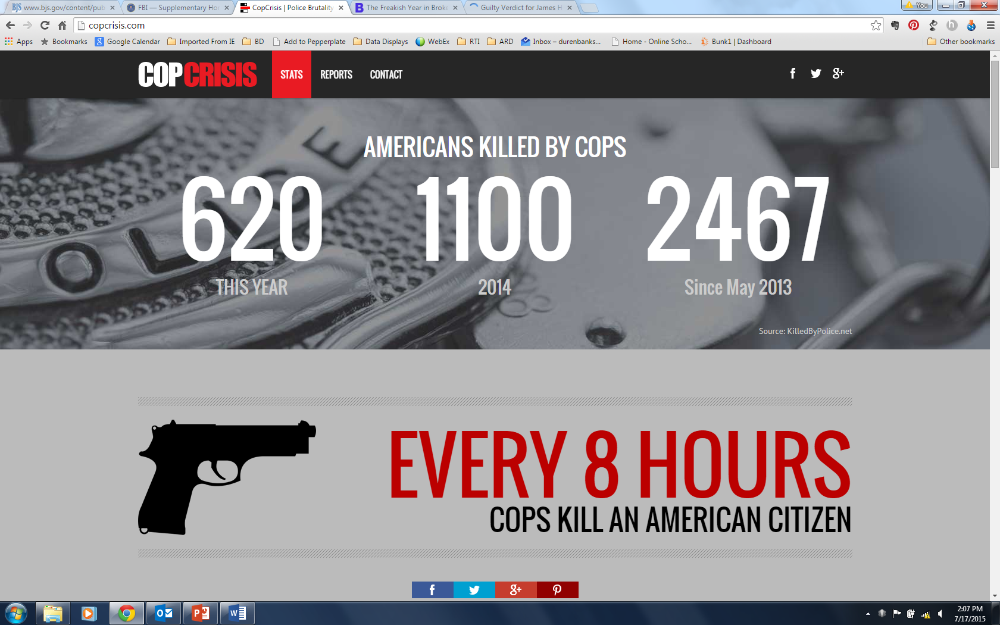 BJS www.bjs.gov/content/pub
FBI — Supplementary Ho
CopCrisis | Police Brutality
B The Freakish Year in Broke
Guilty Verdict for James H
You
copcrisis.com
Apps
Bookmarks
8 Google Calendar
Imported From IE
BD
Add to Pepperplate
Data Displays
WebEx
RTI
ARD
Inbox – durenbanks...
Home - Online Scho...
Bunk1 | Dashboard
Other bookmarks
COPCRISIS
STATS
REPORTS
CONTACT
f
g+
POLICE
AMERICANS KILLED BY COPS
620
1100
2467
THIS YEAR
2014
Since May 2013
Source: KilledByPolice.net
EVERY 8 HOURS
COPS KILL AN AMERICAN CITIZEN
f
g+
2:07 PM
7/17/2015